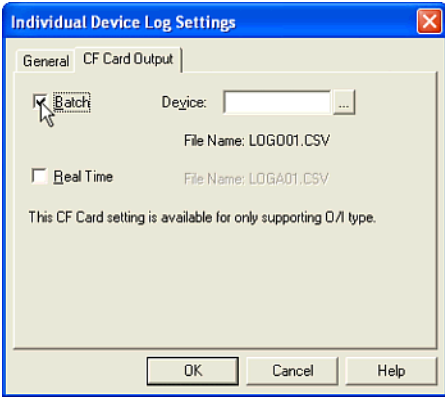 Individual Device Log Settings
General CF Card Output
Batch Device: ...
File Name: LOGO01.CSV
Real Time File Name: LOGA01.CSV
This CF Card setting is available for only supporting O/I type.
OK Cancel Help